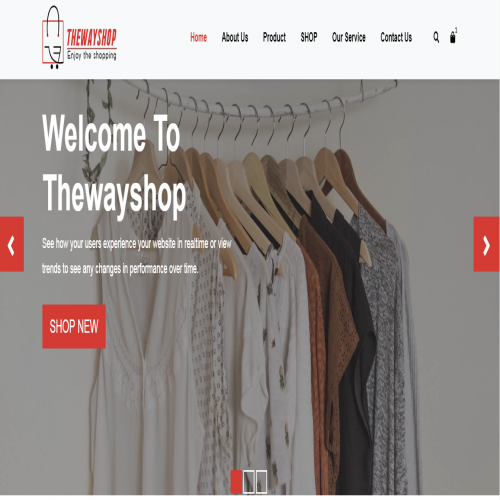 THEWAYSHOP
Enjoy the shopping
Home About Us Product SHOP Our Service Contact Us
Welcome To
Thewayshop
See how your users experience your website in realtime or view
trends to see any changes in performance over time.
SHOP NEW